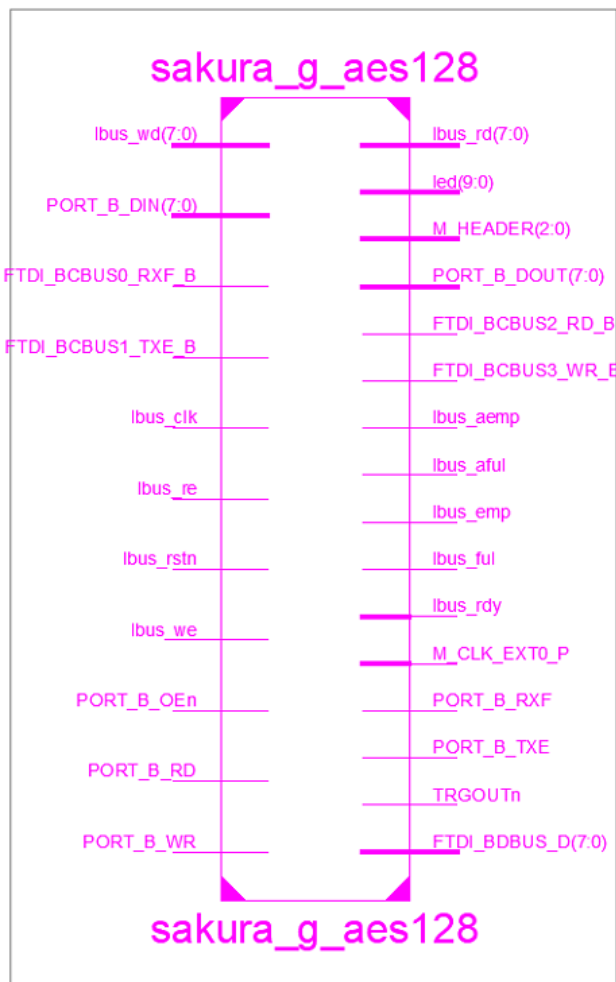 sakura_g_aes128
lbus_wd(7:0)
PORT_B_DIN(7:0)
FTDI_BCBUS0_RXF_B
FTDI_BCBUS1_TXE_B
lbus_clk
lbus_re
lbus_rstn
lbus_we
PORT_B_OEn
PORT_B_RD
PORT_B_WR
lbus_rd(7:0)
led(9:0)
M_HEADER(2:0)
PORT_B_DOUT(7:0)
FTDI_BCBUS2_RD_B
FTDI_BCBUS3_WR_B
lbus_aemp
lbus_aful
lbus_emp
lbus_ful
lbus_rdy
M_CLK_EXT0_P
PORT_B_RXF
PORT_B_TXE
TRGOUTn
FTDI_BDBUS_D(7:0)
sakura_g_aes128